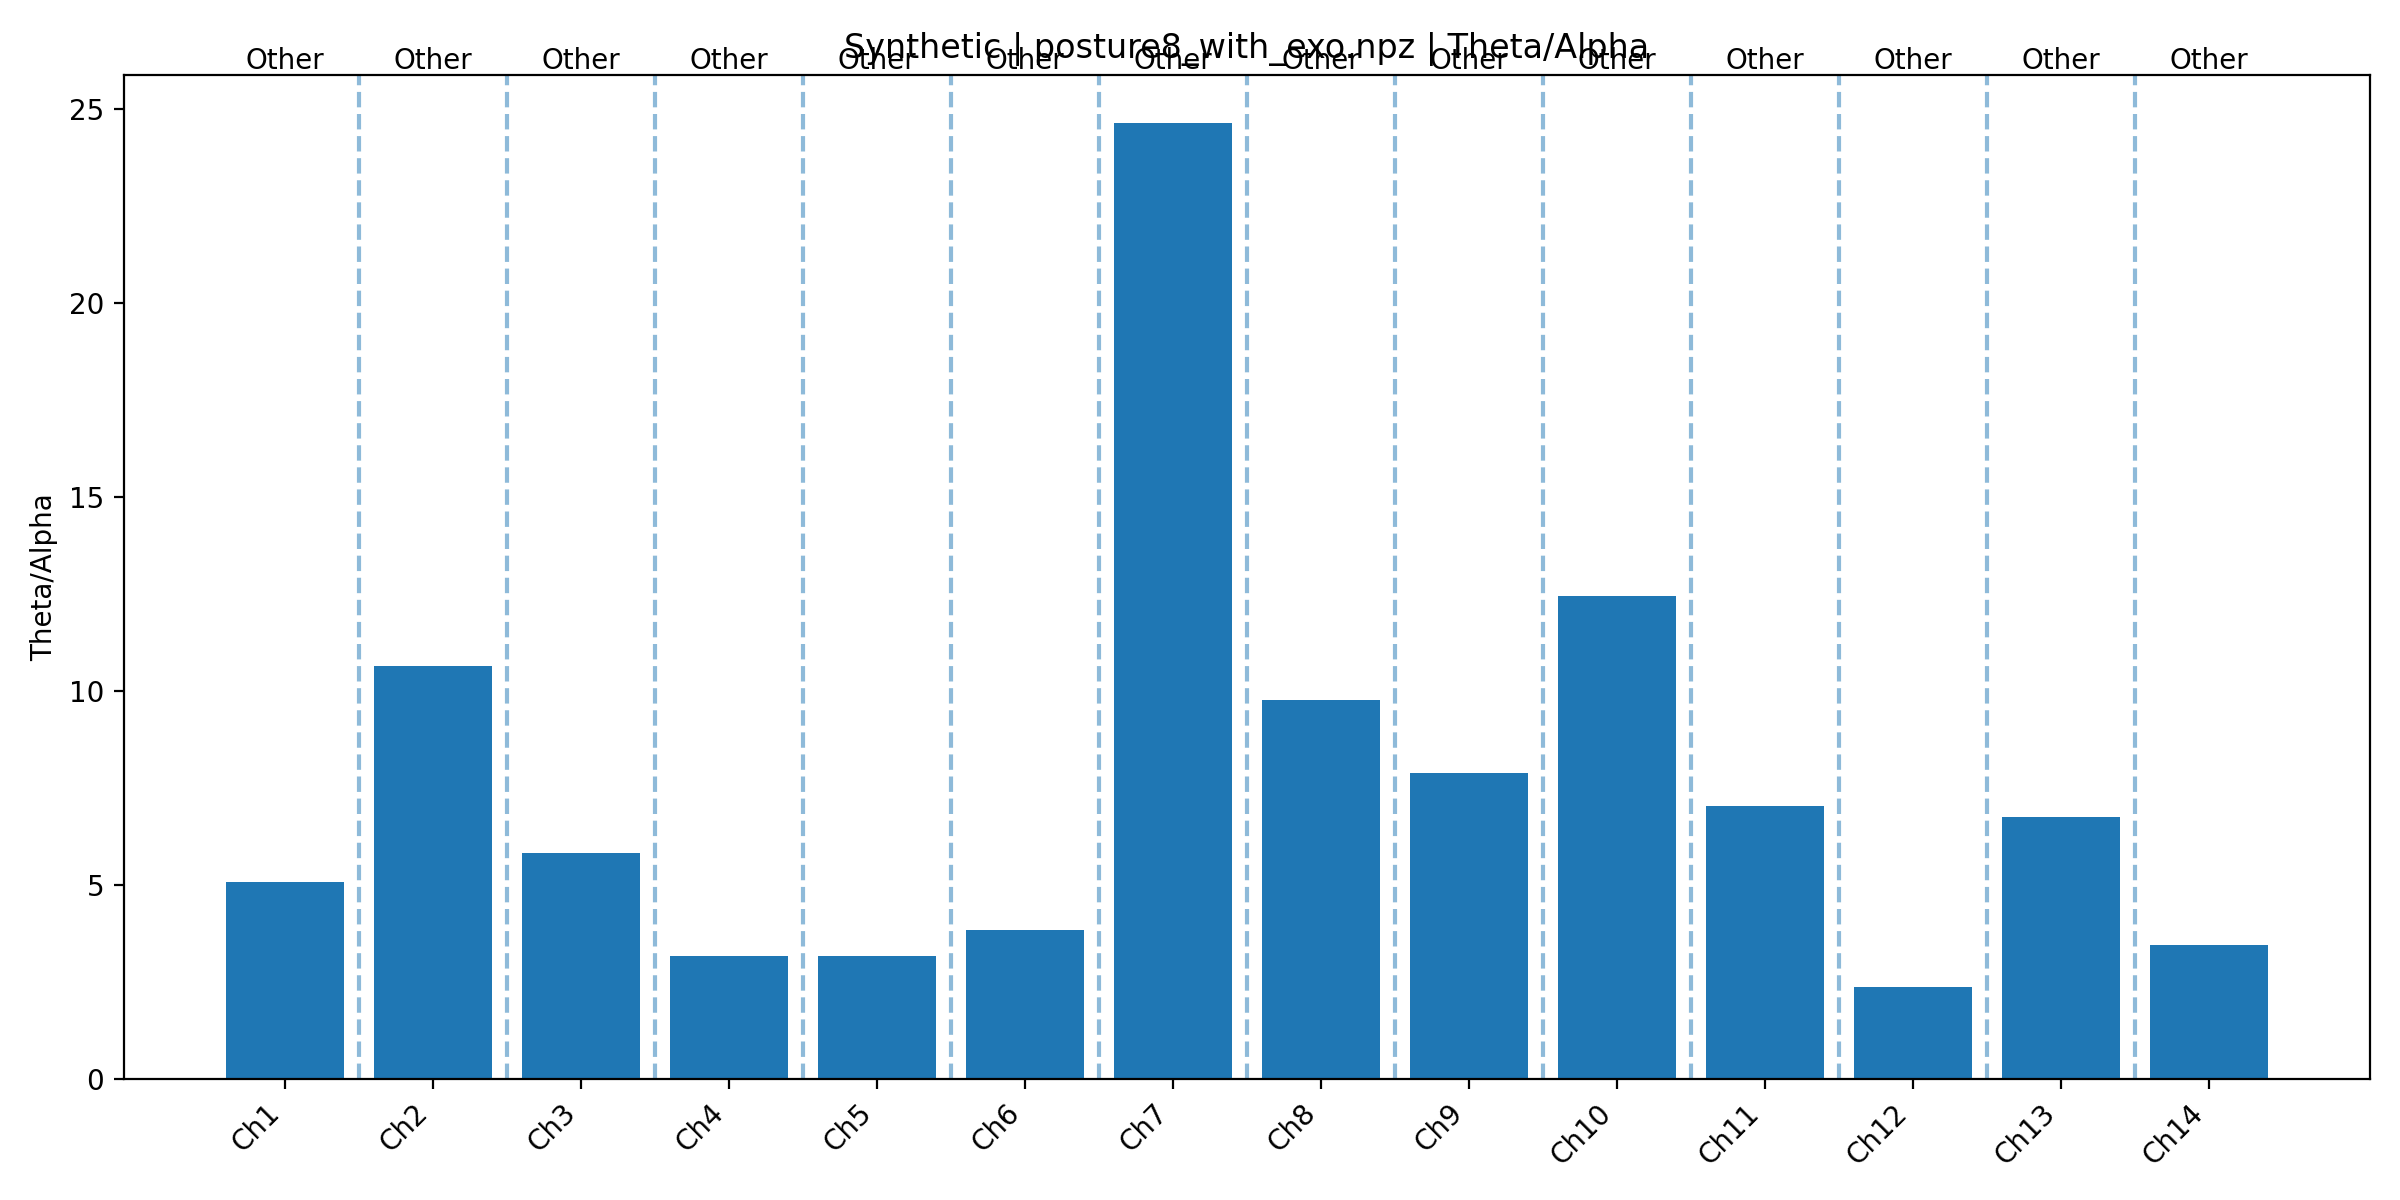 Synthetic | posture8_with_exo.npz | Theta/Alpha
Other Other Other Other Other Other Other Other Other Other Other Other Other Other
25
20
15
10
5
0
Theta/Alpha
Ch1 Ch2 Ch3 Ch4 Ch5 Ch6 Ch7 Ch8 Ch9 Ch10 Ch11 Ch12 Ch13 Ch14